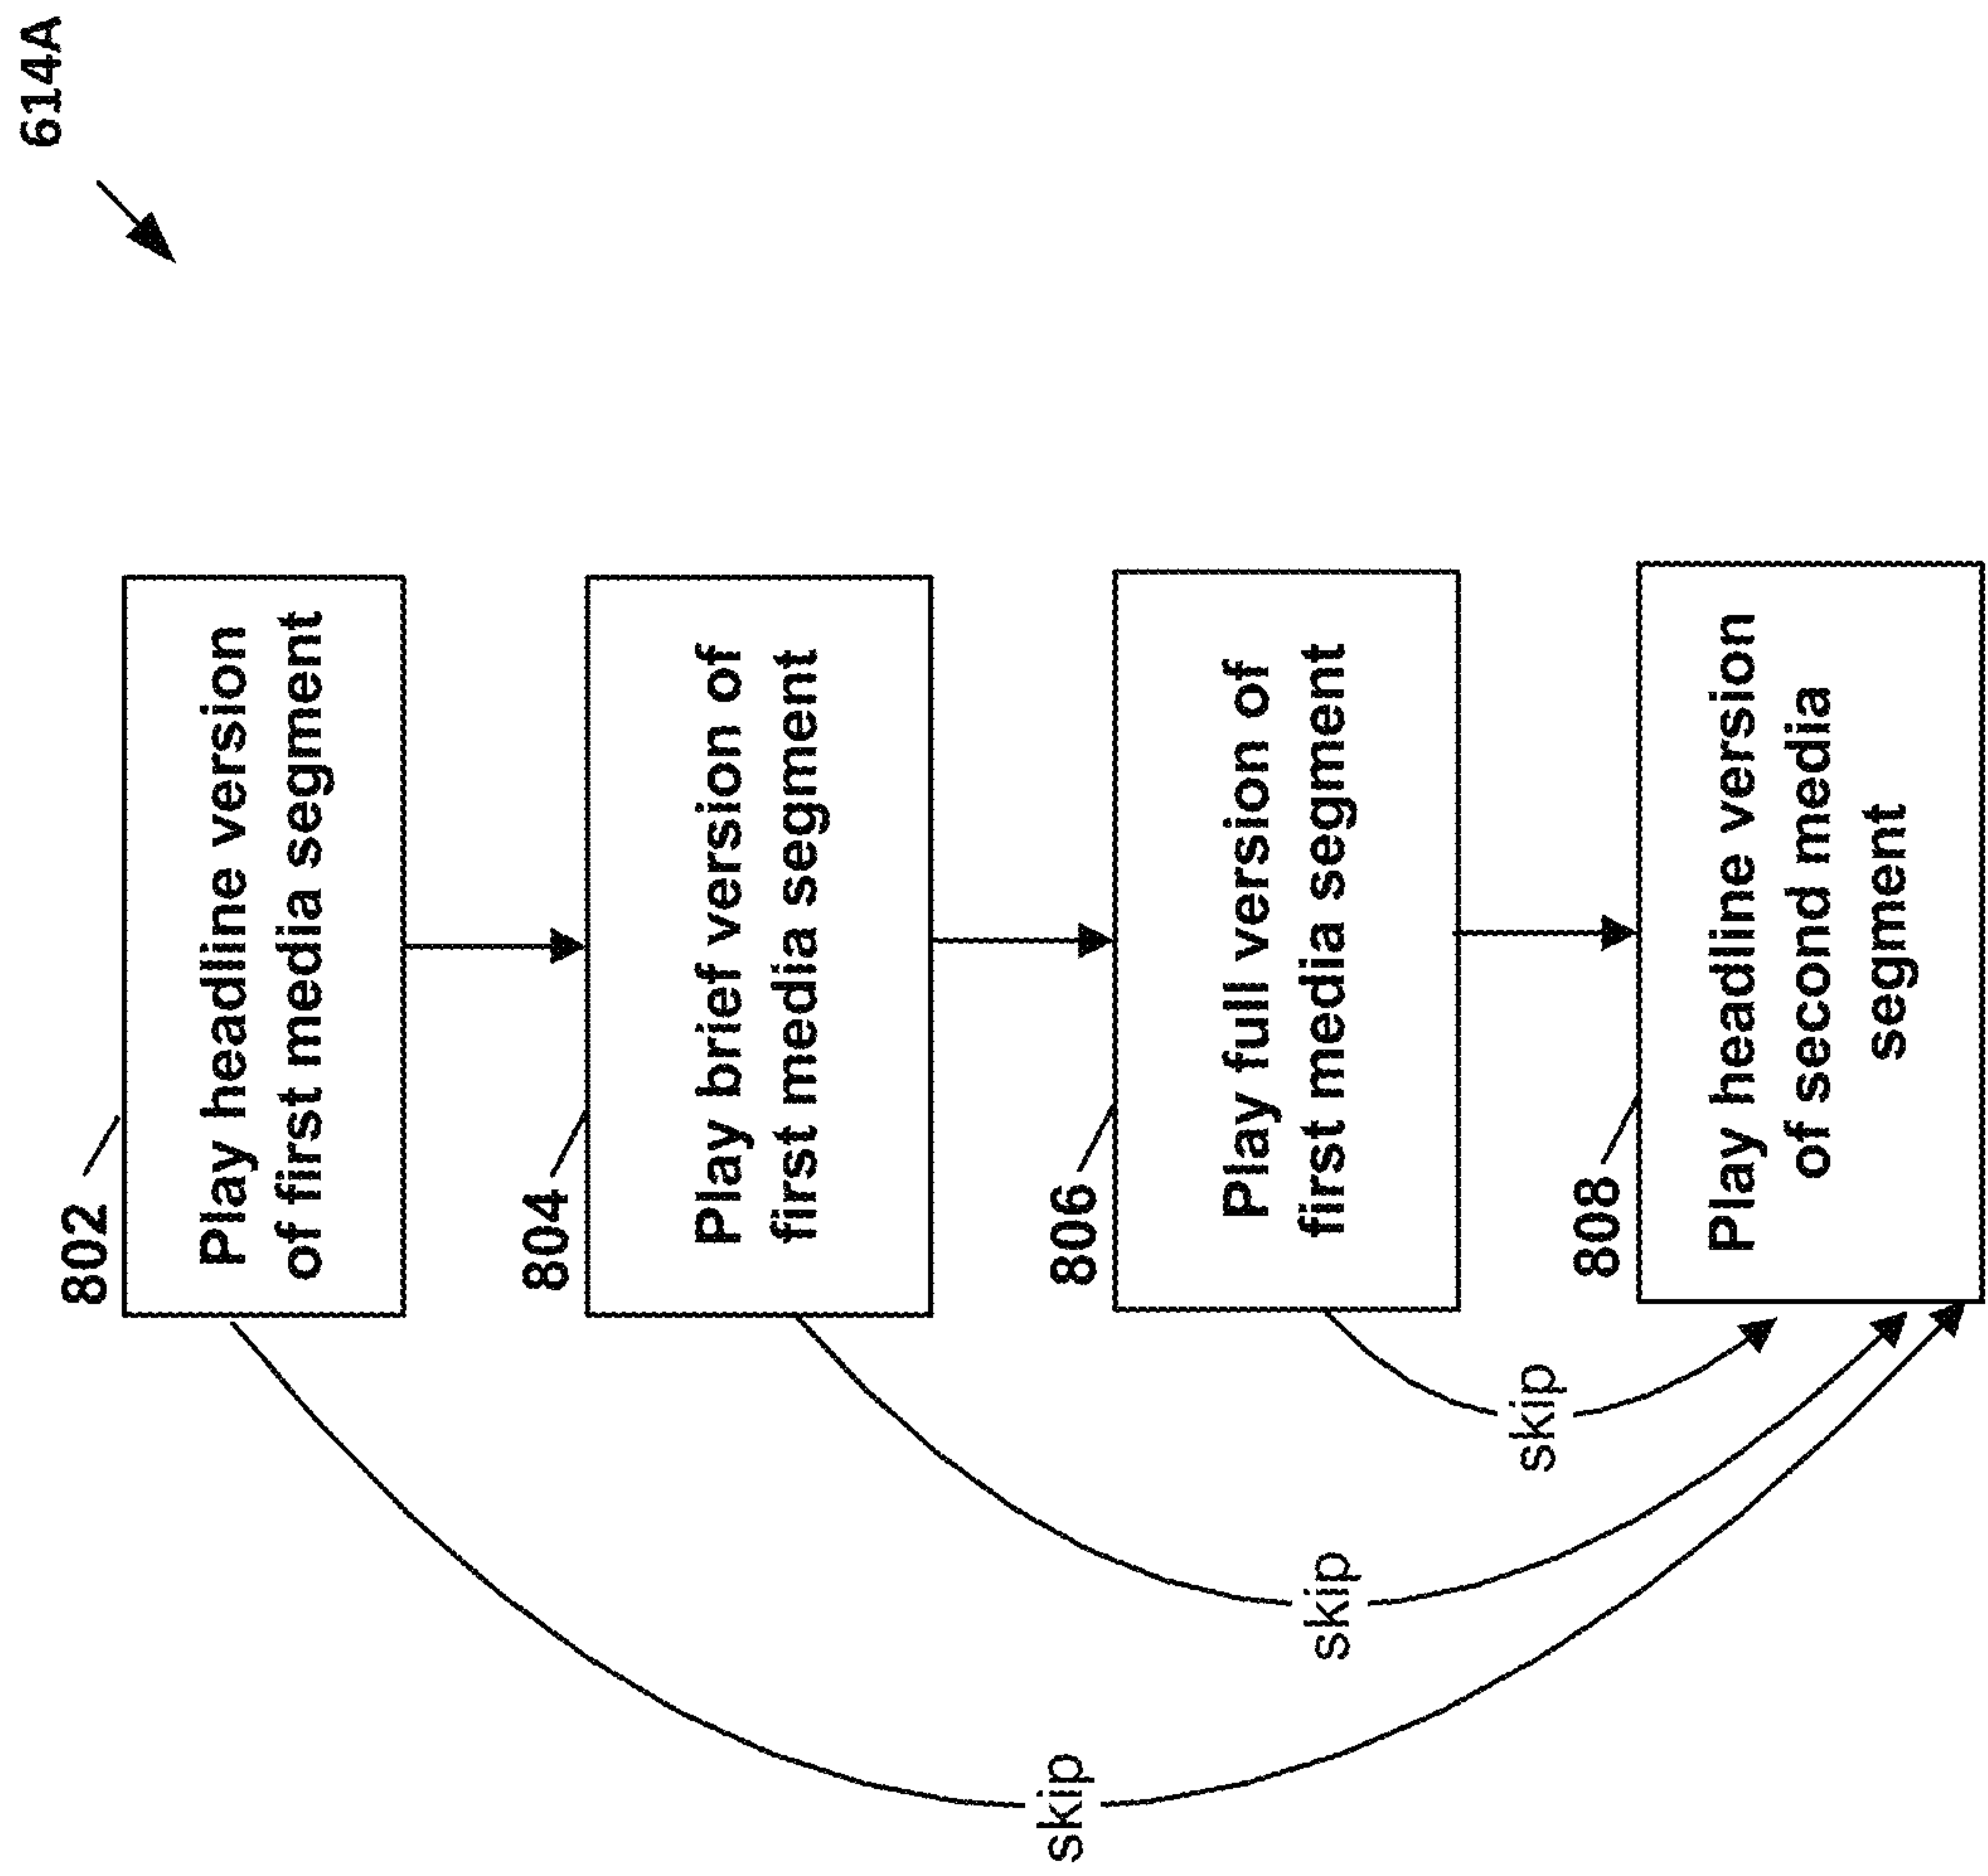 614A
802
Play headline version
of first media segment
804
Play brief version of
first media segment
806
Play full version of
first media segment
808
Play headline version
of second media
segment
skip
skip
skip